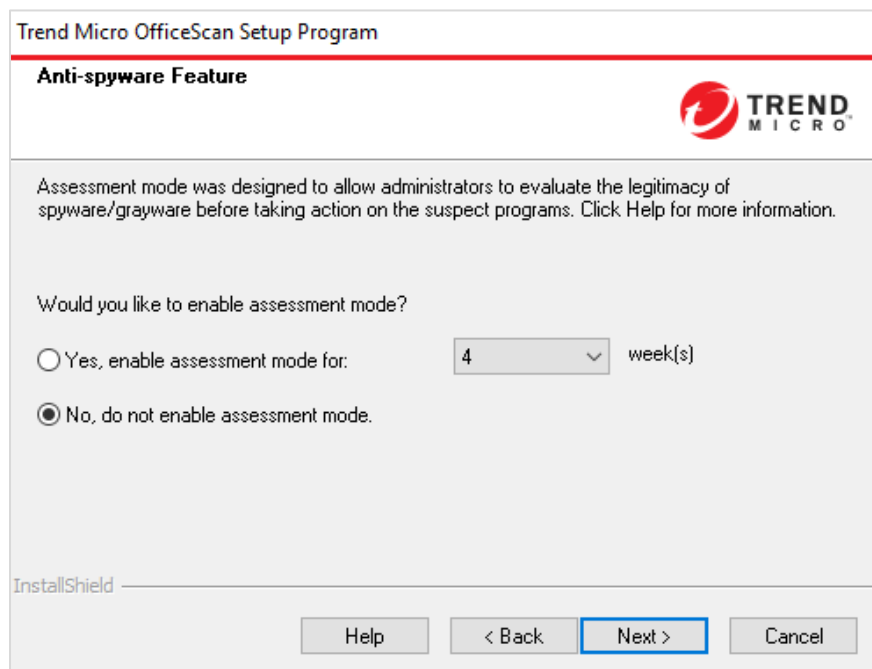 Trend Micro OfficeScan Setup Program
Anti-spyware Feature
TREND
MICRO™
Assessment mode was designed to allow administrators to evaluate the legitimacy of
spyware/grayware before taking action on the suspect programs. Click Help for more information.
Would you like to enable assessment mode?
Yes, enable assessment mode for: 4 week(s)
No, do not enable assessment mode.
InstallShield
Help < Back Next > Cancel